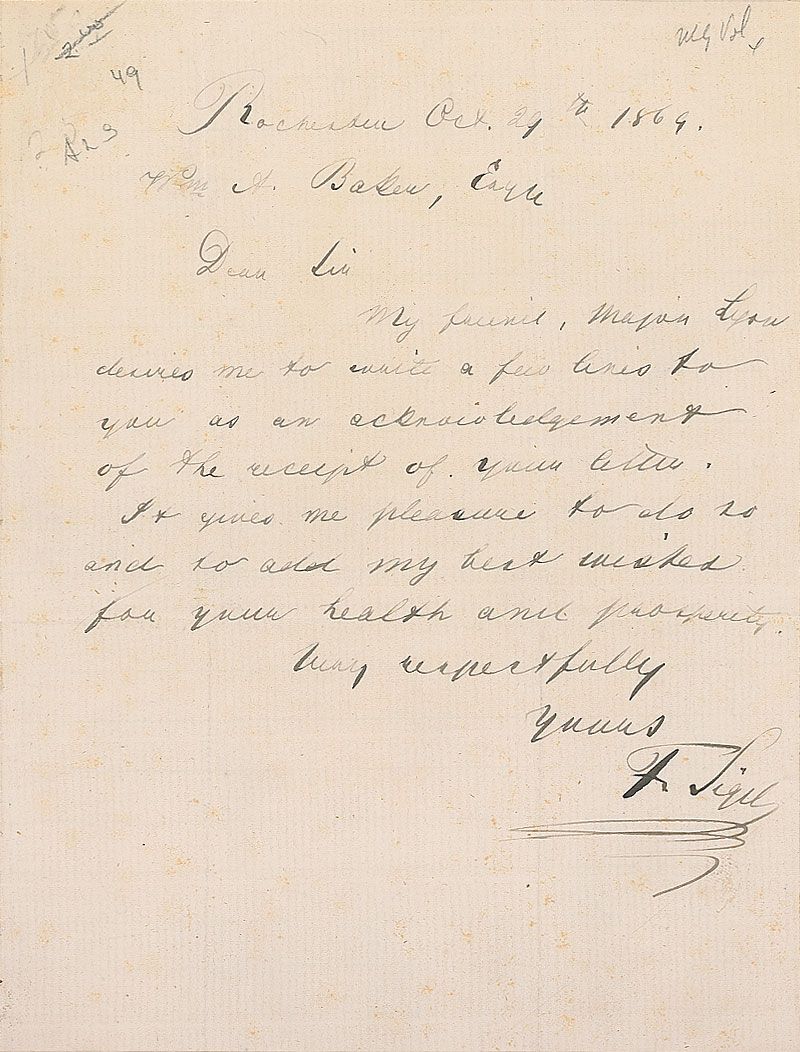 49
Rochester Oct. 29th 1869.
Wm A. Baker, Esqu
Dear Sir
My friend, Major Lyon
desires me to write a few lines to
you as an acknowledgement
of the receipt of your letter.
It gives me pleasure to do so
and to add my best wishes
for your health and prosperity.
Very respectfully
Yours
F. Sigel